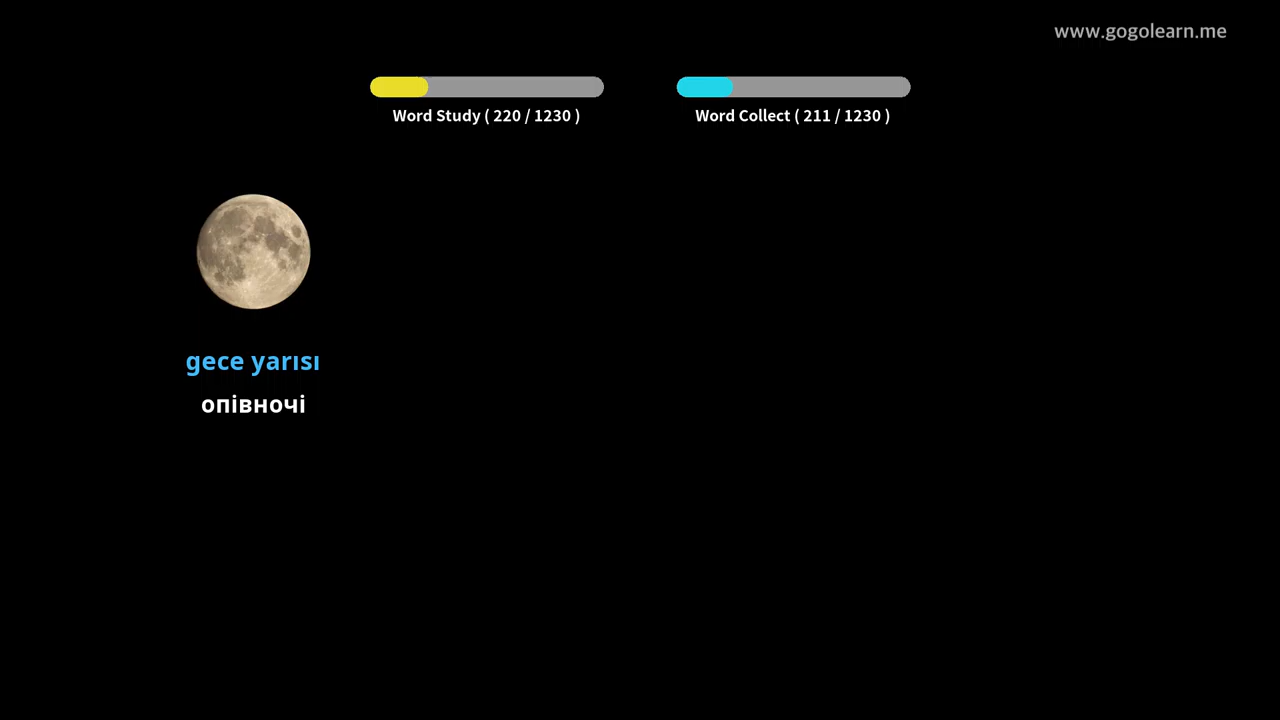 www.gogolearn.me
Word Study ( 220 / 1230 )
Word Collect ( 211 / 1230 )
gece yarısı
опівночі